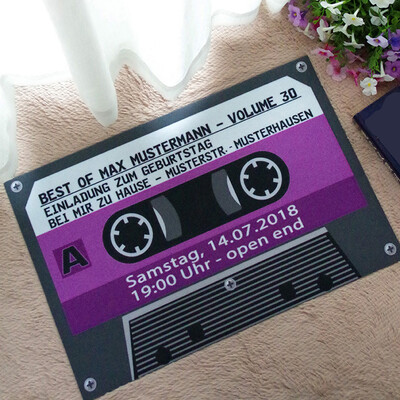 BEST OF MAX MUSTERMANN - VOLUME 30
EINLADUNG ZUM GEBURTSTAG
BEI MIR ZU HAUSE - MUSTERSTR.- MUSTERHAUSEN
A
Samstag, 14.07.2018
19:00 Uhr - open end